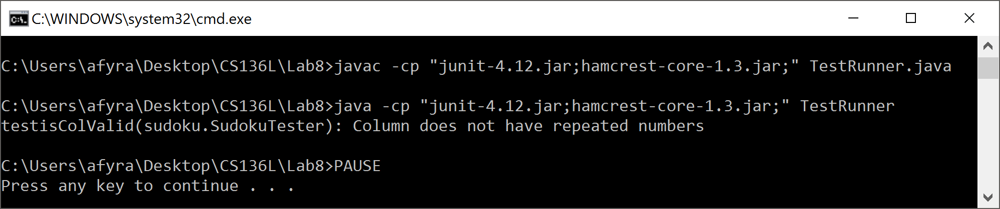 C:\WINDOWS\system32\cmd.exe
C:\Users\afyra\Desktop\CS136L\Lab8>javac -cp "junit-4.12.jar;hamcrest-core-1.3.jar;" TestRunner.java
C:\Users\afyra\Desktop\CS136L\Lab8>java -cp "junit-4.12.jar;hamcrest-core-1.3.jar;" TestRunner
testisColValid(sudoku.SudokuTester): Column does not have repeated numbers
C:\Users\afyra\Desktop\CS136L\Lab8>PAUSE
Press any key to continue . . .